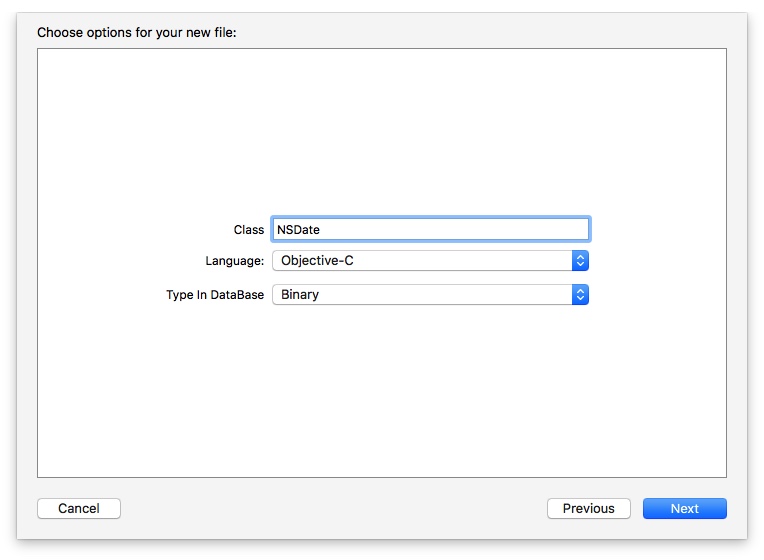 Choose options for your new file:
Class NSDate
Language: Objective-C
Type In DataBase Binary
Cancel Previous Next